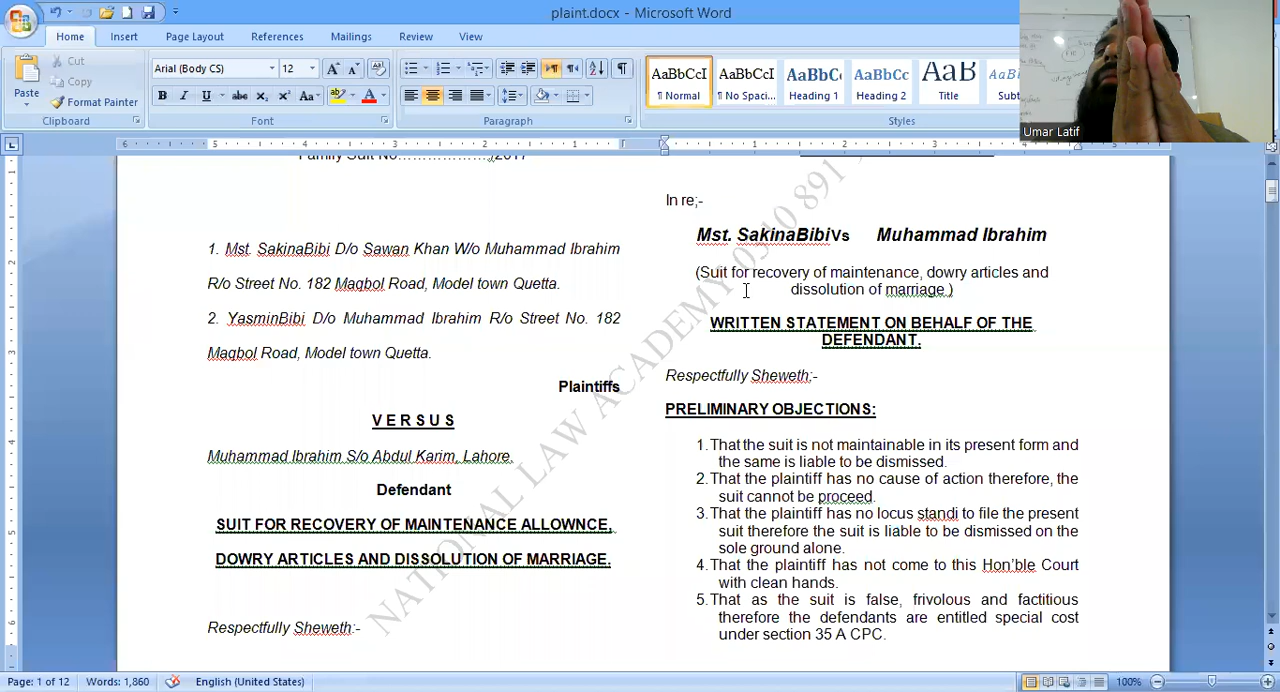 plaint.docx - Microsoft Word
Home Insert Page Layout References Mailings Review View
Cut
Copy
Format Painter
Paste
Clipboard
Arial (Body CS) 12
Font
Paragraph
AaBbCcI AaBbCcI AaBbC AaBbCc AaB
¶ Normal ¶ No Spaci... Heading 1 Heading 2 Title
Styles
Umar Latif
Family Suit No.………………./2017
1. Mst. SakinaBibi D/o Sawan Khan W/o Muhammad Ibrahim
R/o Street No. 182 Maqbol Road, Model town Quetta.
2. YasminBibi D/o Muhammad Ibrahim R/o Street No. 182
Maqbol Road, Model town Quetta.
Plaintiffs
V E R S U S
Muhammad Ibrahim S/o Abdul Karim, Lahore.
Defendant
SUIT FOR RECOVERY OF MAINTENANCE ALLOWNCE,
DOWRY ARTICLES AND DISSOLUTION OF MARRIAGE.
Respectfully Sheweth:-
In re;-
Mst. SakinaBibiVs Muhammad Ibrahim
(Suit for recovery of maintenance, dowry articles and
dissolution of marriage.)
WRITTEN STATEMENT ON BEHALF OF THE
DEFENDANT.
Respectfully Sheweth:-
PRELIMINARY OBJECTIONS:
1. That the suit is not maintainable in its present form and
the same is liable to be dismissed.
2. That the plaintiff has no cause of action therefore, the
suit cannot be proceed.
3. That the plaintiff has no locus standi to file the present
suit therefore the suit is liable to be dismissed on the
sole ground alone.
4. That the plaintiff has not come to this Hon'ble Court
with clean hands.
5. That as the suit is false, frivolous and factitious
therefore the defendants are entitled special cost
under section 35 A CPC.
NATIONAL LAW ACADEMY 0310 891
Page: 1 of 12 Words: 1,860 English (United States) 100%